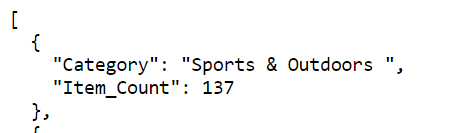 [
{
"Category": "Sports & Outdoors ",
"Item_Count": 137
},
{